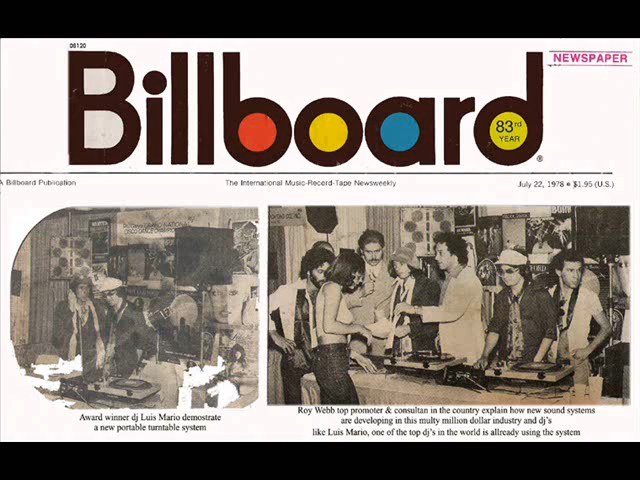 08120
Billboard
NEWSPAPER
83rd
YEAR
®
A Billboard Publication
The International Music-Record-Tape Newsweekly
July 22, 1978 • $1.95 (U.S.)
Award winner dj Luis Mario demostrate
a new portable turntable system
Roy Webb top promoter & consultan in the country explain how new sound systems
are developing in this multy million dollar industry and dj's
like Luis Mario, one of the top dj's in the world is allready using the system